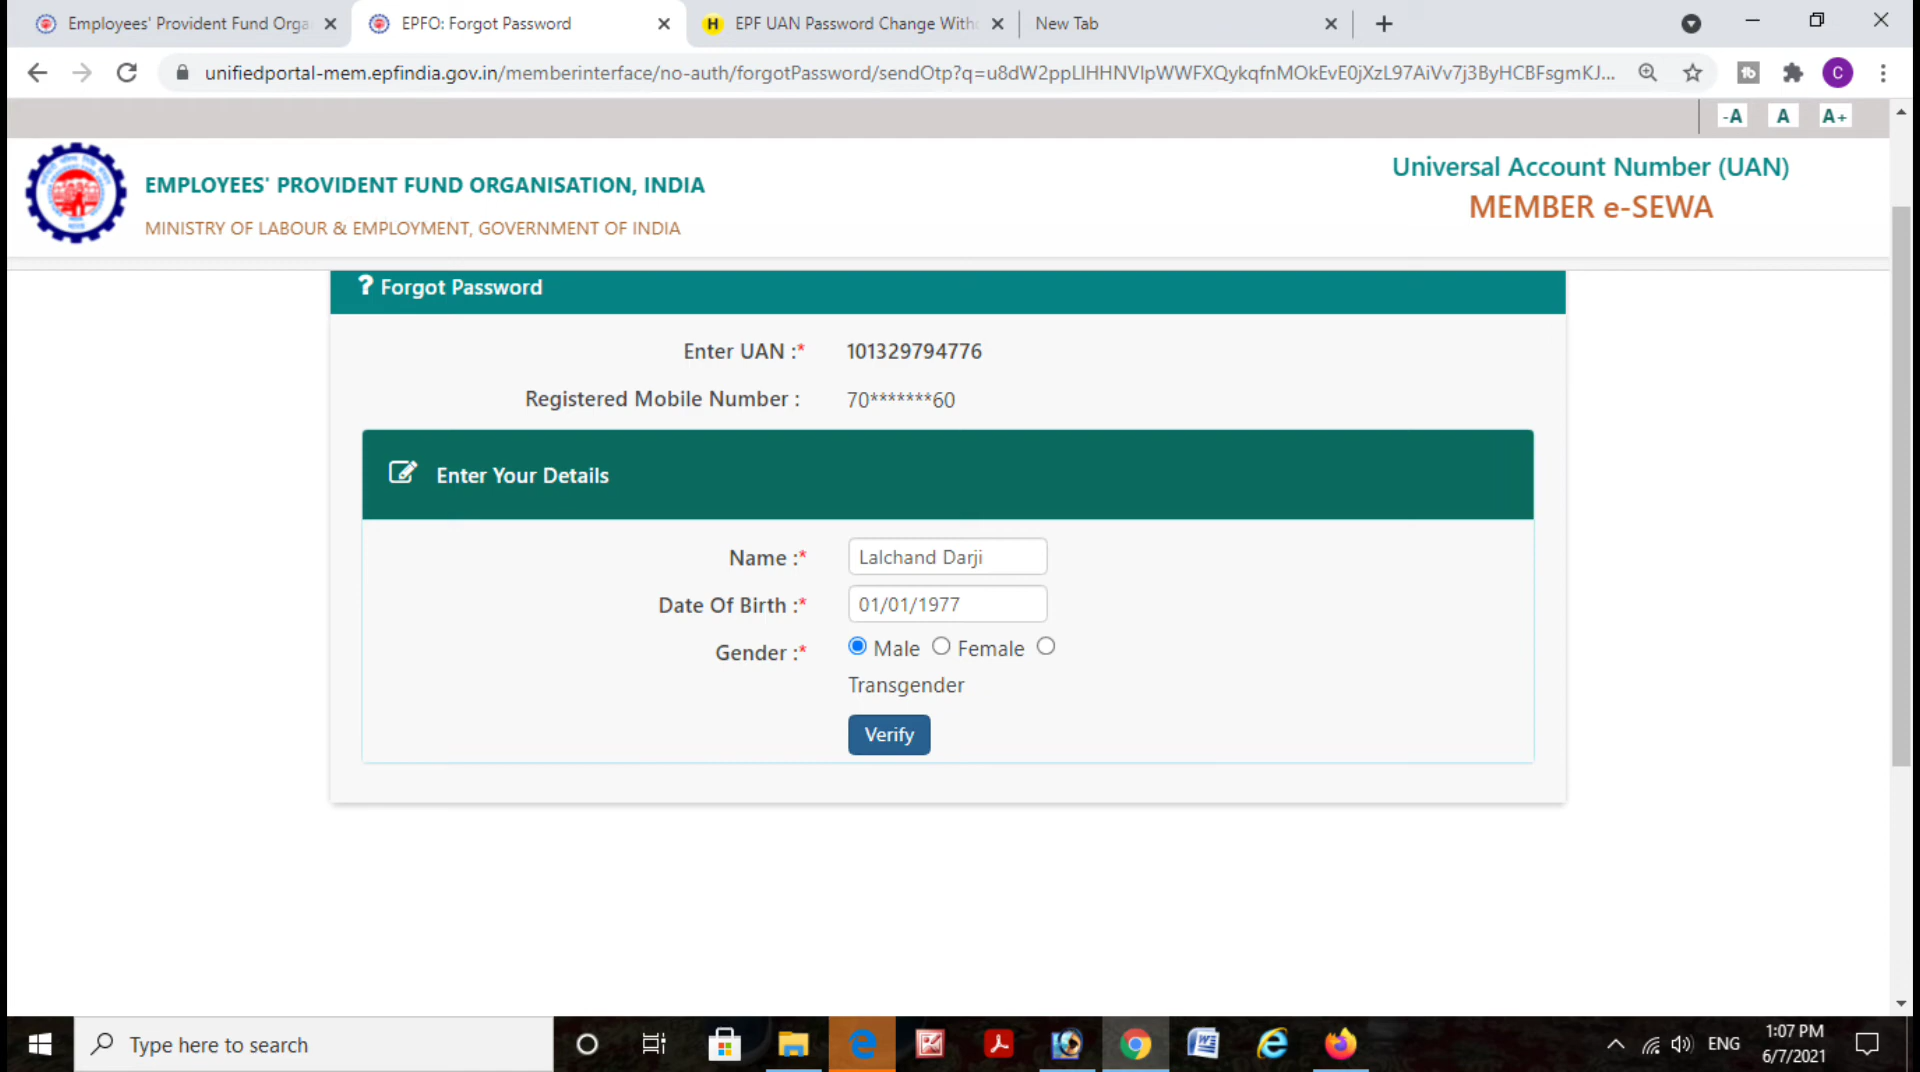 Employees' Provident Fund Orga
EPFO: Forgot Password
EPF UAN Password Change With
New Tab
unifiedportal-mem.epfindia.gov.in/memberinterface/no-auth/forgotPassword/sendOtp?q=u8dW2ppLIHHNVlpWWFXQykqfnMOkEvE0jXzL97AiVv7j3ByHCBFsgmKJ...
C
-A A A+
EMPLOYEES' PROVIDENT FUND ORGANISATION, INDIA
MINISTRY OF LABOUR & EMPLOYMENT, GOVERNMENT OF INDIA
Universal Account Number (UAN)
MEMBER e-SEWA
? Forgot Password
Enter UAN :* 101329794776
Registered Mobile Number : 70*******60
Enter Your Details
Name :* Lalchand Darji
Date Of Birth :* 01/01/1977
Gender :* Male Female
Transgender
Verify
Type here to search
ENG
1:07 PM
6/7/2021